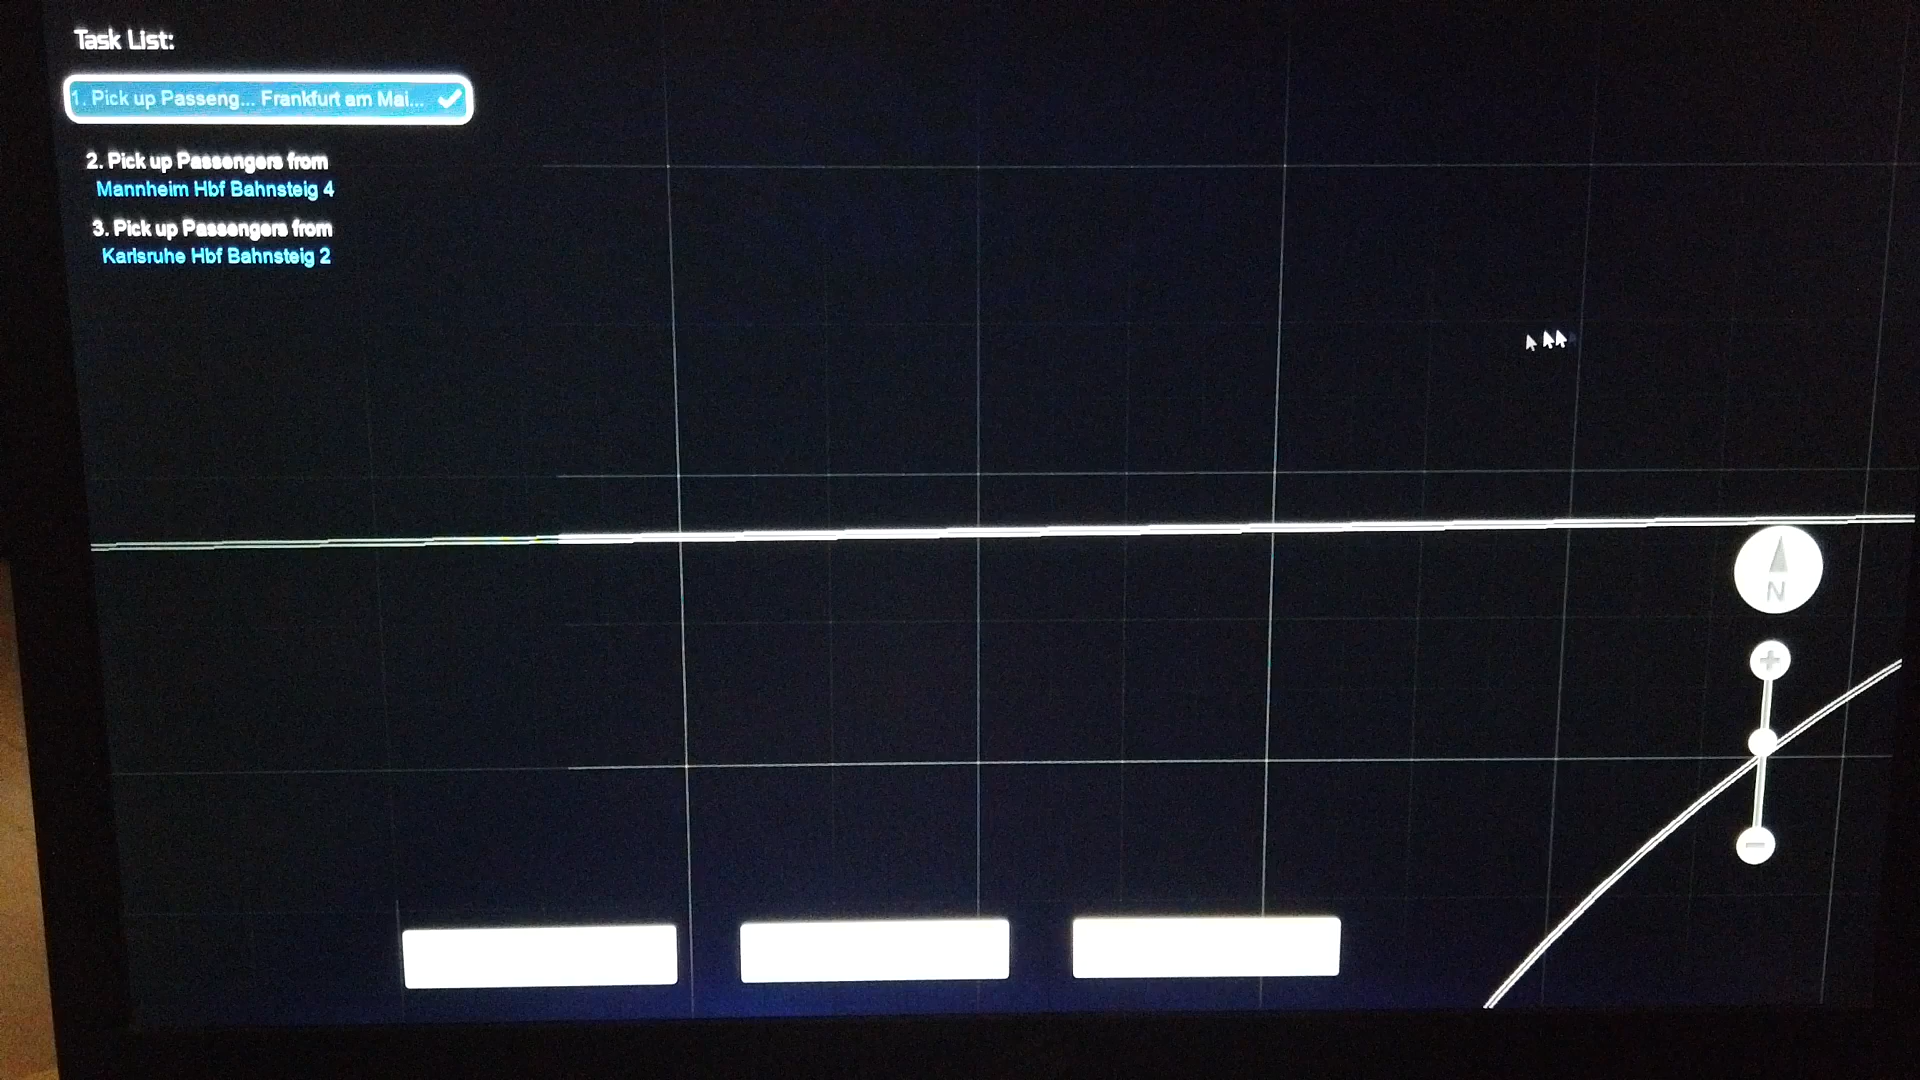 Task List:
1. Pick up Passeng... Frankfurt am Mai...
2. Pick up Passengers from
Mannheim Hbf Bahnsteig 4
3. Pick up Passengers from
Karlsruhe Hbf Bahnsteig 2
N